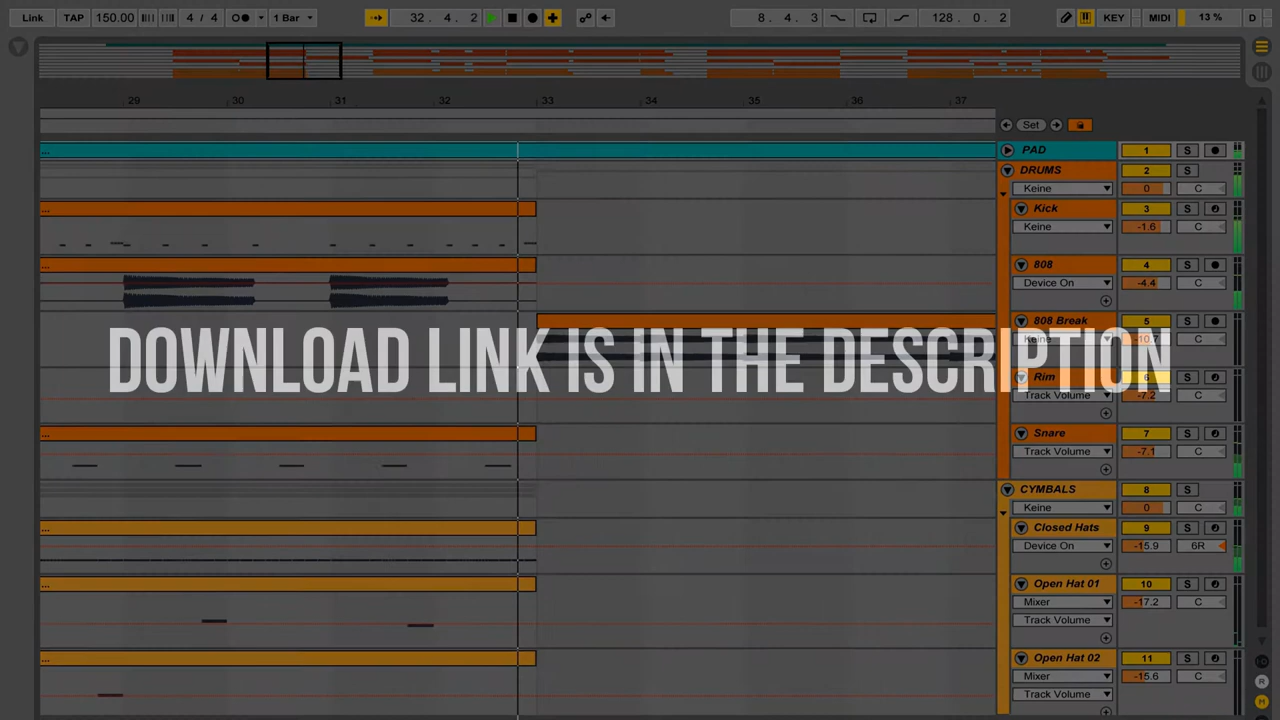 Link TAP 150.00 4 / 4 1 Bar 32. 4. 2 8. 4. 3 128. 0. 2 KEY MIDI 13 % D
29 30 31 32 33 34 35 36 37
Set
... PAD 1 S
DRUMS 2 S
Keine 0 C
... Kick 3 S
Keine -1.6 C
... 808 4 S
Device On -4.4 C
808 Break 5 S
Keine -10.7 C
DOWNLOAD LINK IS IN THE DESCRIPTION
Rim 6 S
Track Volume -7.2 C
... Snare 7 S
Track Volume -7.1 C
CYMBALS 8 S
Keine 0 C
... Closed Hats 9 S
Device On -15.9 6R
... Open Hat 01 10 S
Mixer -17.2 C
Track Volume
... Open Hat 02 11 S
Mixer -15.6 C
R
Track Volume
M